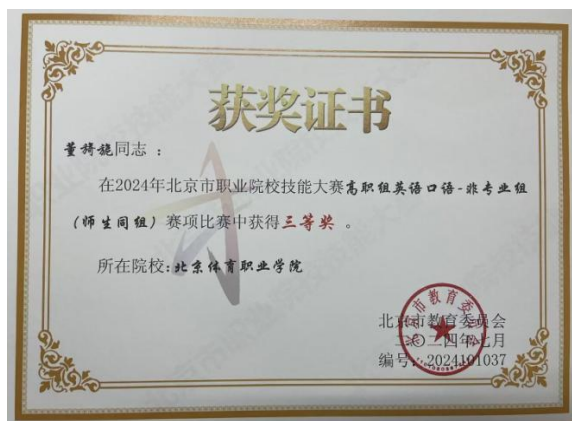 获奖证书
董旖旎同志：
在2024年北京市职业院校技能大赛高职组英语口语-非专业组
（师生同组）赛项比赛中获得三等奖 。
所在院校:北京体育职业学院
北京市教育委员会
二〇二四年七月
编号：2024101037